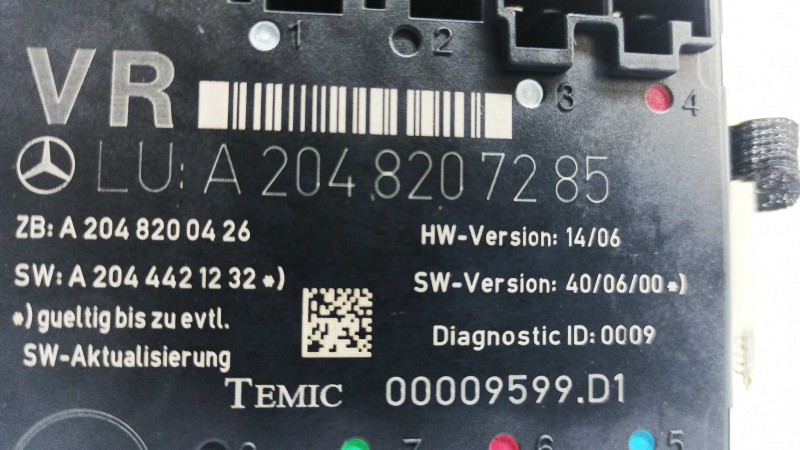 1 2
VR
3 4
LU: A 204 820 72 85
ZB: A 204 820 04 26
HW-Version: 14/06
SW: A 204 442 12 32 *)
SW-Version: 40/06/00 *)
*) gueltig bis zu evtl.
SW-Aktualisierung
Diagnostic ID: 0009
TEMIC 00009599.D1
8 7 6 5